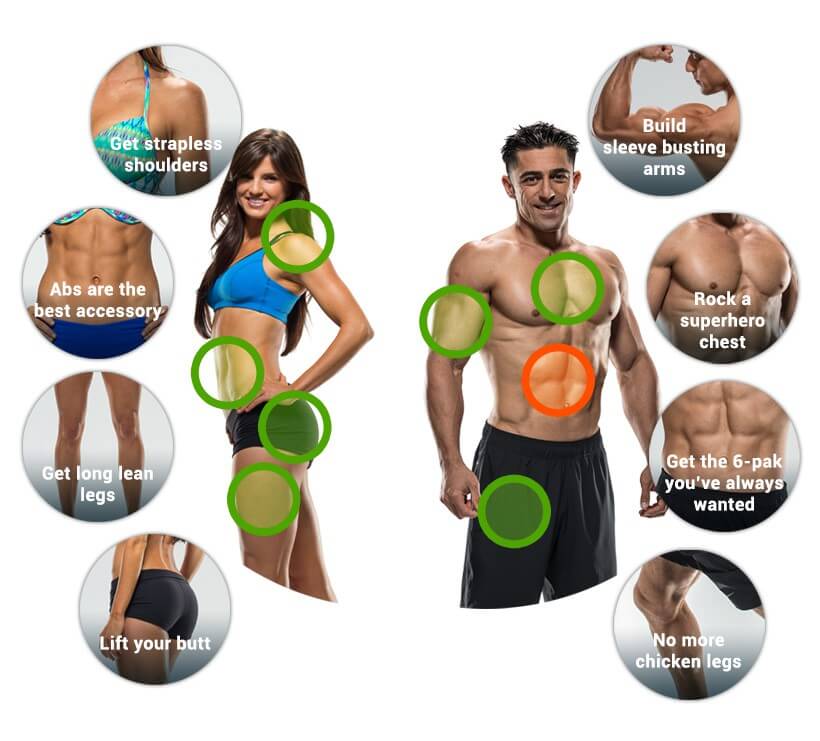 Get strapless
shoulders
Abs are the
best accessory
Get long lean
legs
Lift your butt
Build
sleeve busting
arms
Rock a
superhero
chest
Get the 6-pak
you've always
wanted
No more
chicken legs